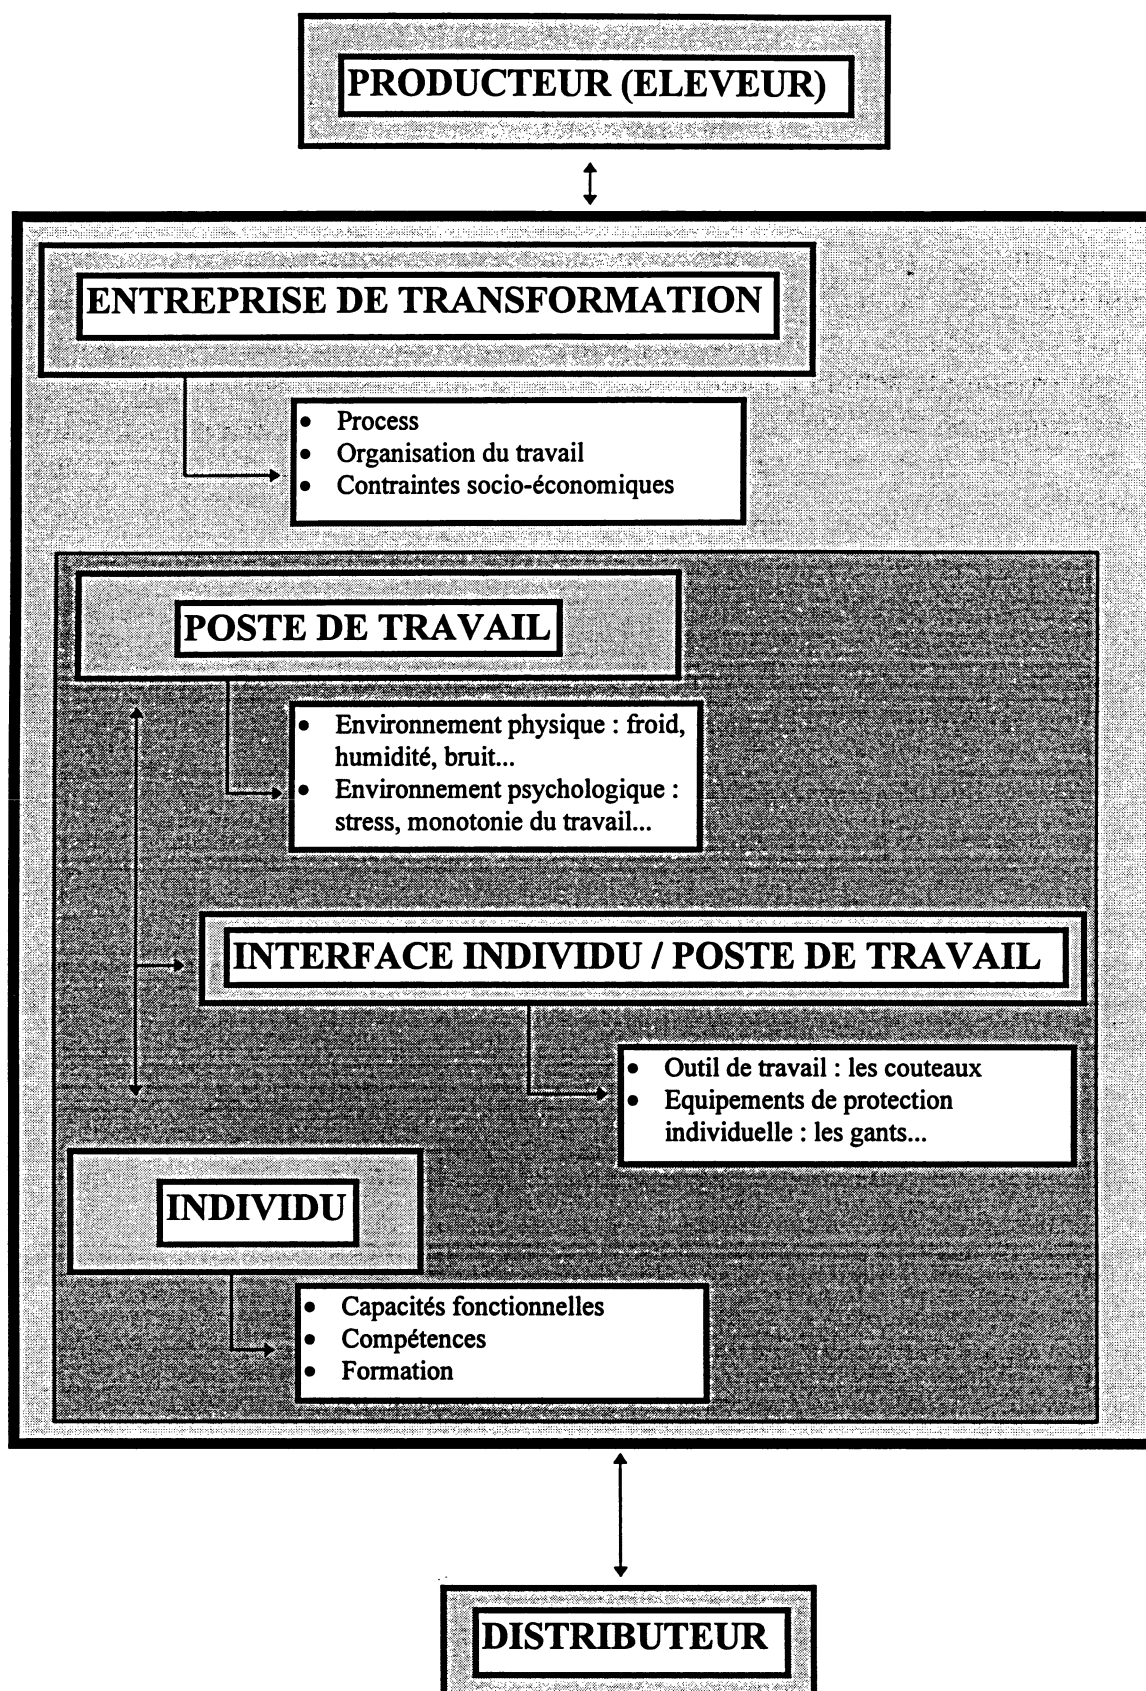 PRODUCTEUR (ELEVEUR)
ENTREPRISE DE TRANSFORMATION
• Process
• Organisation du travail
• Contraintes socio-économiques
POSTE DE TRAVAIL
• Environnement physique : froid,
humidité, bruit...
• Environnement psychologique :
stress, monotonie du travail...
INTERFACE INDIVIDU / POSTE DE TRAVAIL
• Outil de travail : les couteaux
• Equipements de protection
individuelle : les gants...
INDIVIDU
• Capacités fonctionnelles
• Compétences
• Formation
DISTRIBUTEUR